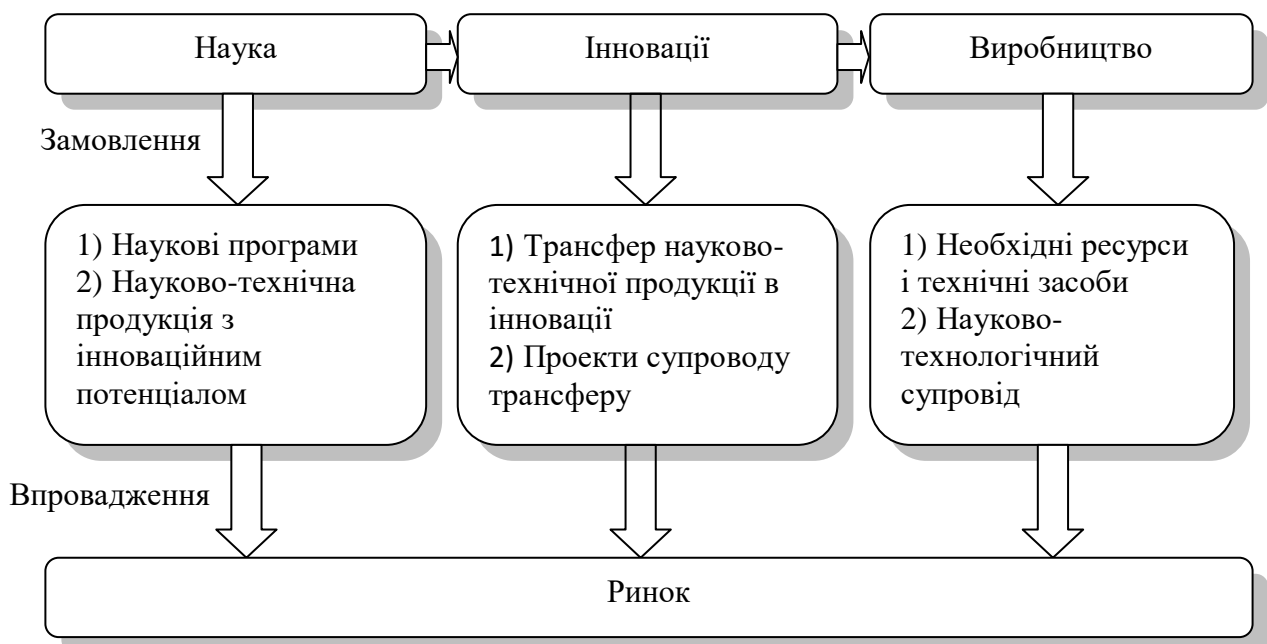 Наука
Інновації
Виробництво
Замовлення
1) Наукові програми
2) Науково-технічна
продукція з
інноваційним
потенціалом
1) Трансфер науково-
технічної продукції в
інновації
2) Проекти супроводу
трансферу
1) Необхідні ресурси
і технічні засоби
2) Науково-
технологічний
супровід
Впровадження
Ринок